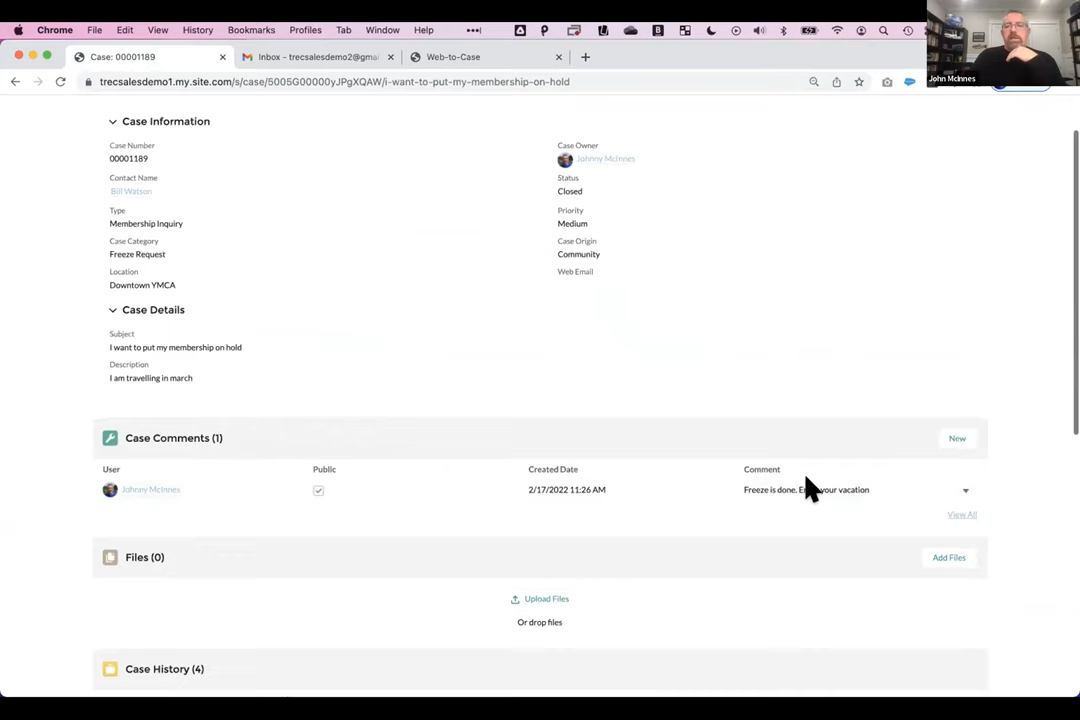 Chrome File Edit View History Bookmarks Profiles Tab Window Help
Case: 00001189
Inbox - trecsalesdemo2@gmai
Web-to-Case
trecsalesdemo1.my.site.com/s/case/5005G00000yJPgXQAW/i-want-to-put-my-membership-on-hold
John McInnes
Case Information
Case Number
00001189
Case Owner
Johnny McInnes
Contact Name
Bill Watson
Status
Closed
Type
Membership Inquiry
Priority
Medium
Case Category
Freeze Request
Case Origin
Community
Location
Downtown YMCA
Web Email
Case Details
Subject
I want to put my membership on hold
Description
I am travelling in march
Case Comments (1)
New
User Public Created Date Comment
Johnny McInnes 2/17/2022 11:26 AM Freeze is done. your vacation
View All
Files (0)
Add Files
Upload Files
Or drop files
Case History (4)